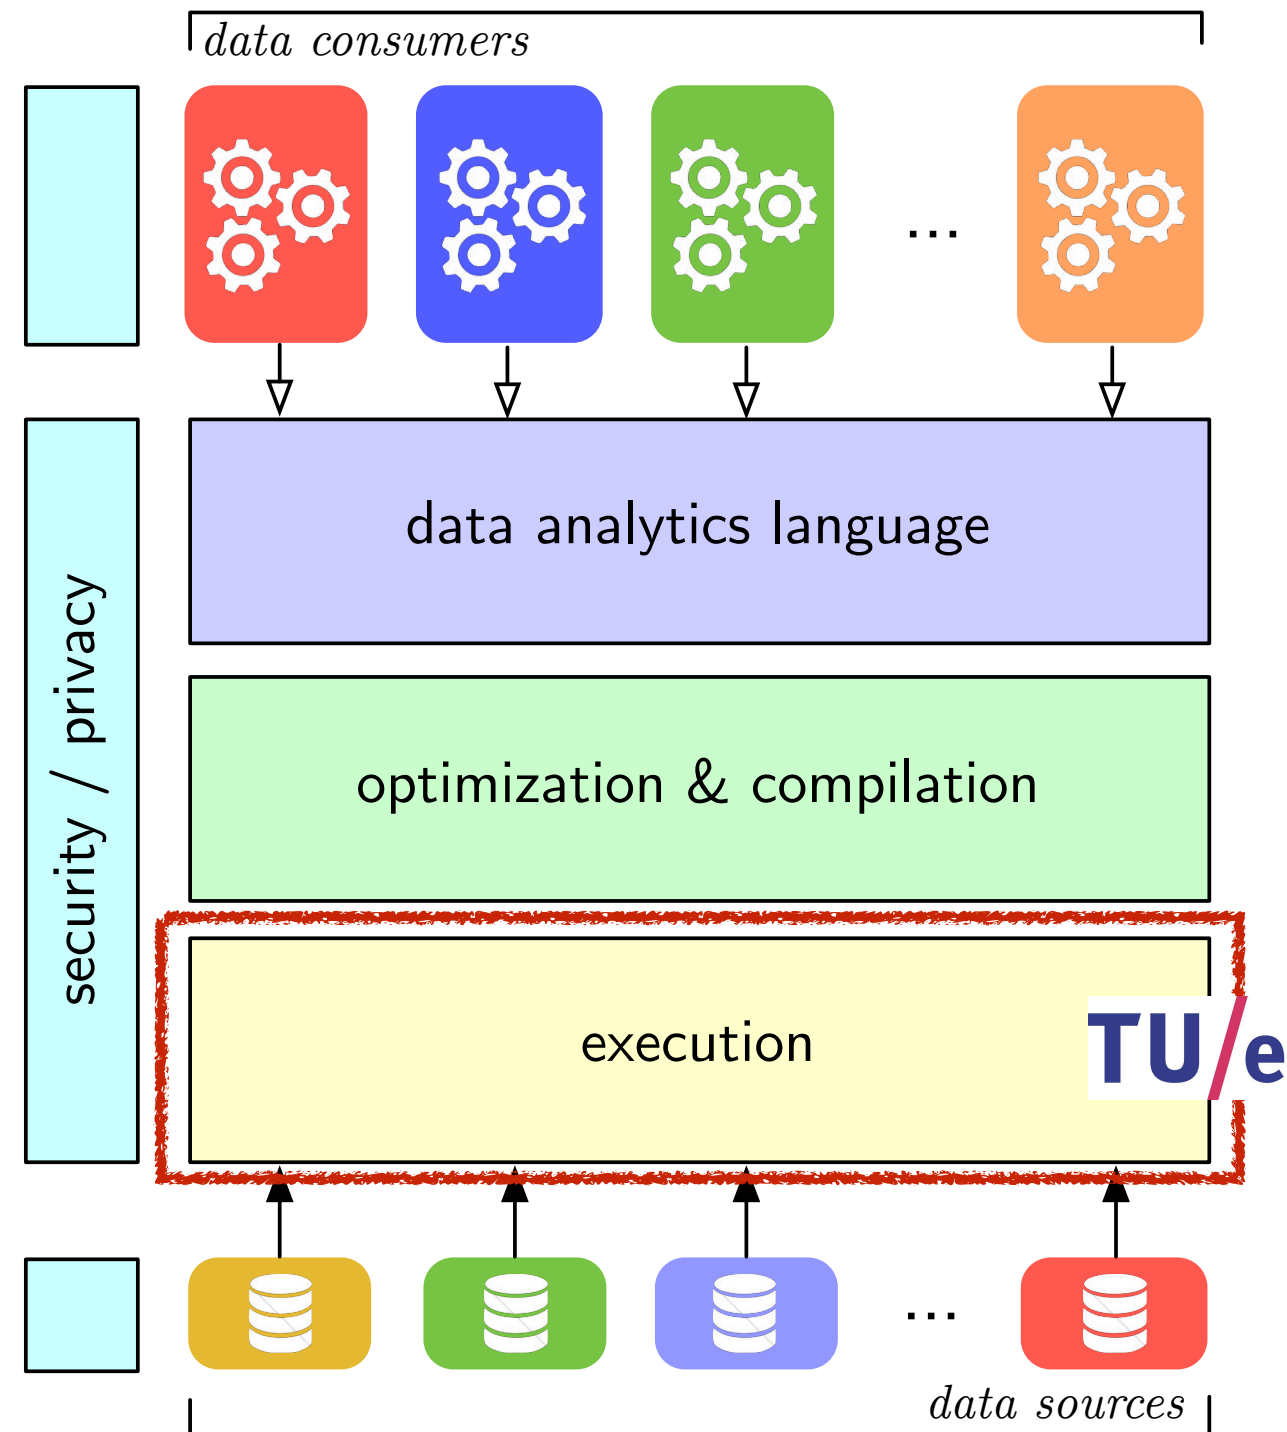 data consumers
...
data analytics language
security / privacy
optimization & compilation
execution
TU/e
...
data sources